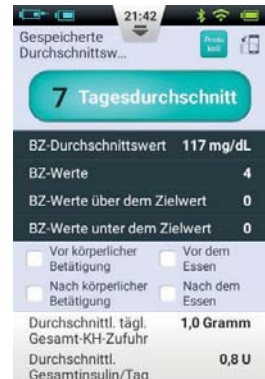 21:42
Gespeicherte
Durchschnittsw...
Proto
koll
7 Tagesdurchschnitt
BZ-Durchschnittswert 117 mg/dL
BZ-Werte 4
BZ-Werte über dem Zielwert 0
BZ-Werte unter dem Zielwert 0
Vor körperlicher Vor dem
Betätigung Essen
Nach körperlicher Nach dem
Betätigung Essen
Durchschnittl. tägl. 1,0 Gramm
Gesamt-KH-Zufuhr
Durchschnittl. 0,8 U
Gesamtinsulin/Tag